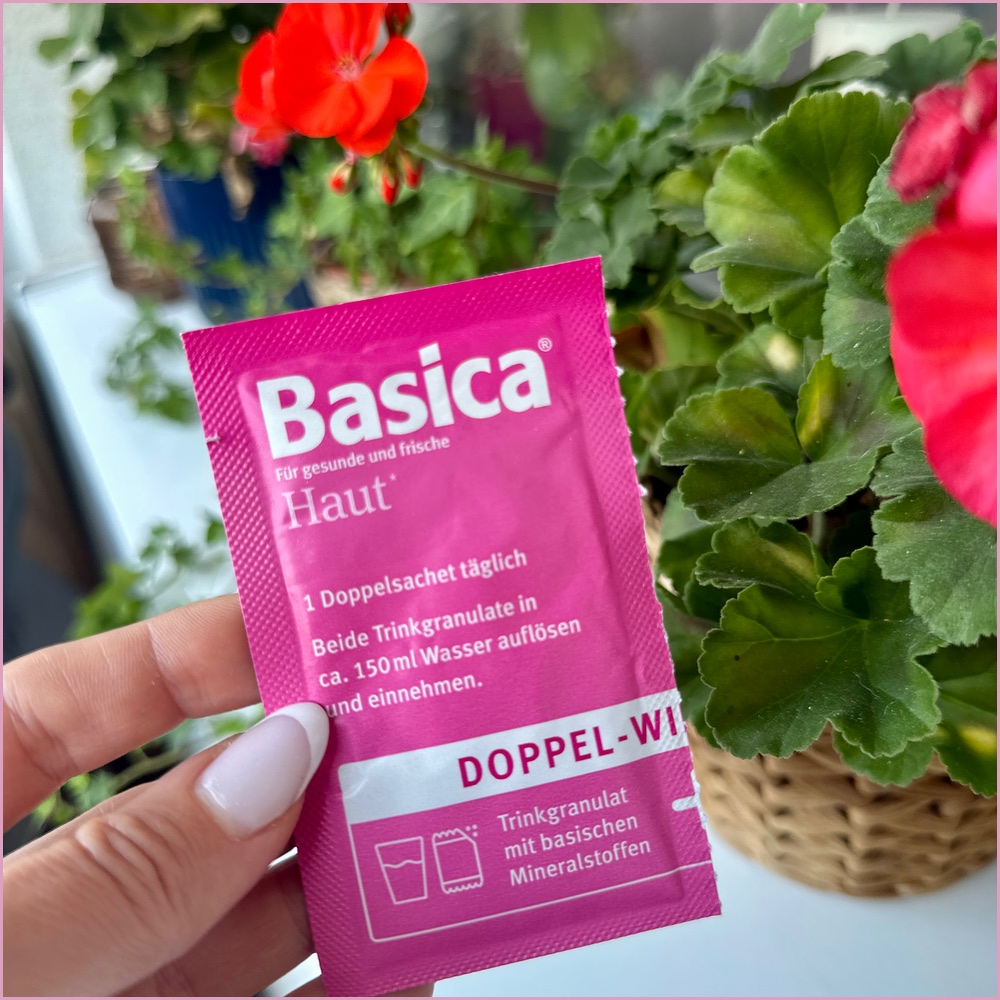 Basica®
Für gesunde und frische
Haut*
1 Doppelsachet täglich
Beide Trinkgranulate in
ca. 150 ml Wasser auflösen
und einnehmen.
DOPPEL-WI
Trinkgranulat
mit basischen
Mineralstoffen